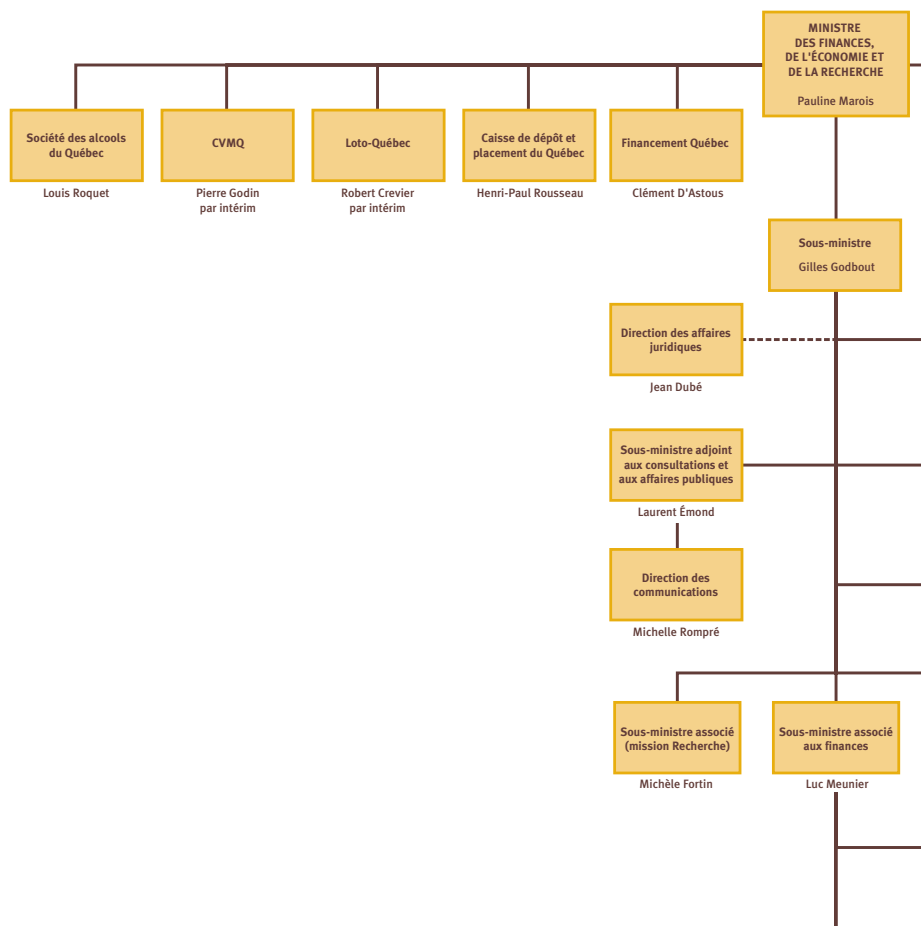 MINISTRE
DES FINANCES,
DE L'ÉCONOMIE ET
DE LA RECHERCHE
Pauline Marois
Société des alcools
du Québec
Louis Roquet
CVMQ
Pierre Godin
par intérim
Loto-Québec
Robert Crevier
par intérim
Caisse de dépôt et
placement du Québec
Henri-Paul Rousseau
Financement Québec
Clément D'Astous
Sous-ministre
Gilles Godbout
Direction des affaires
juridiques
Jean Dubé
Sous-ministre adjoint
aux consultations et
aux affaires publiques
Laurent Émond
Direction des
communications
Michelle Rompré
Sous-ministre associé
(mission Recherche)
Michèle Fortin
Sous-ministre associé
aux finances
Luc Meunier